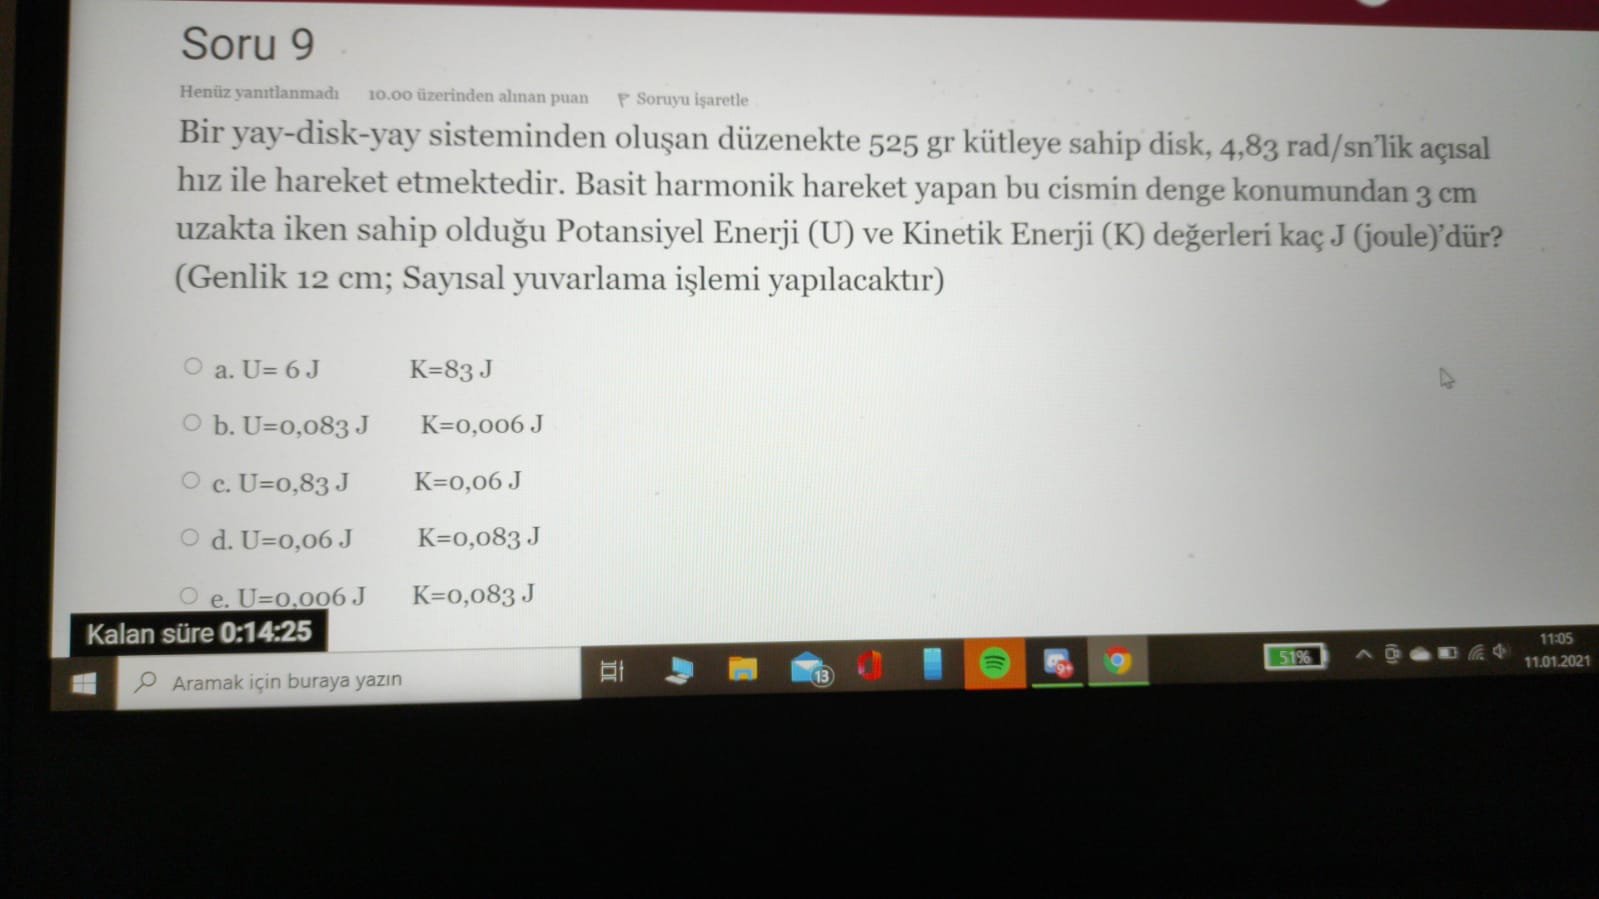 Soru 9
Henüz yanıtlanmadı 10.00 üzerinden alınan puan Soruyu işaretle
Bir yay-disk-yay sisteminden oluşan düzenekte 525 gr kütleye sahip disk, 4,83 rad/sn'lik açısal
hız ile hareket etmektedir. Basit harmonik hareket yapan bu cismin denge konumundan 3 cm
uzakta iken sahip olduğu Potansiyel Enerji (U) ve Kinetik Enerji (K) değerleri kaç J (joule)'dür?
(Genlik 12 cm; Sayısal yuvarlama işlemi yapılacaktır)
a. U= 6 J K=83 J
b. U=0,083 J K=0,006 J
c. U=0,83 J K=0,06 J
d. U=0,06 J K=0,083 J
e. U=0,006 J K=0,083 J
Kalan süre 0:14:25
Aramak için buraya yazın
13
9+
51%
11:05
11.01.2021